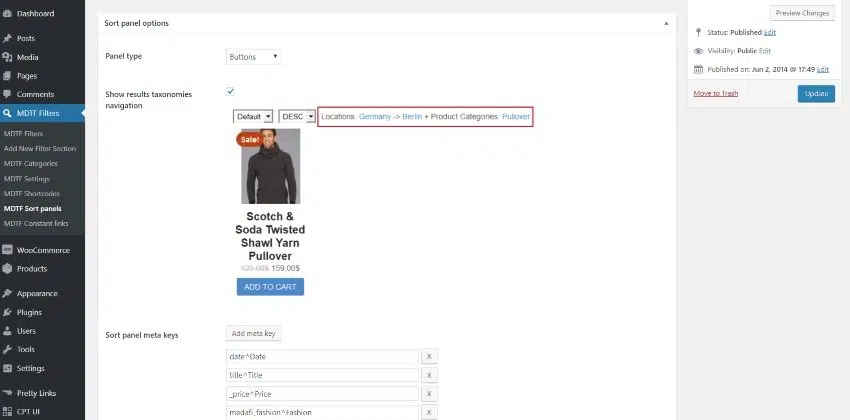 Dashboard
Posts
Media
Pages
Comments
MDTF Filters
MDTF Filters
Add New Filter Section
MDTF Categories
MDTF Settings
MDTF Shortcodes
MDTF Sort panels
MDTF Constant links
WooCommerce
Products
Appearance
Plugins
Users
Tools
Settings
Pretty Links
CPT UI
Sort panel options
Panel type
Buttons
Show results taxonomies
navigation
Default DESC Locations: Germany -> Berlin + Product Categories: Pullover
Sale!
Scotch &
Soda Twisted
Shawl Yarn
Pullover
129.00$ 159.00$
ADD TO CART
Sort panel meta keys
Add meta key
date^Date X
title^Title X
_price^Price X
medafi_fashion^Fashion X
Preview Changes
Status: Published Edit
Visibility: Public Edit
Published on: Jun 2, 2014 @ 17:49 Edit
Move to Trash
Update